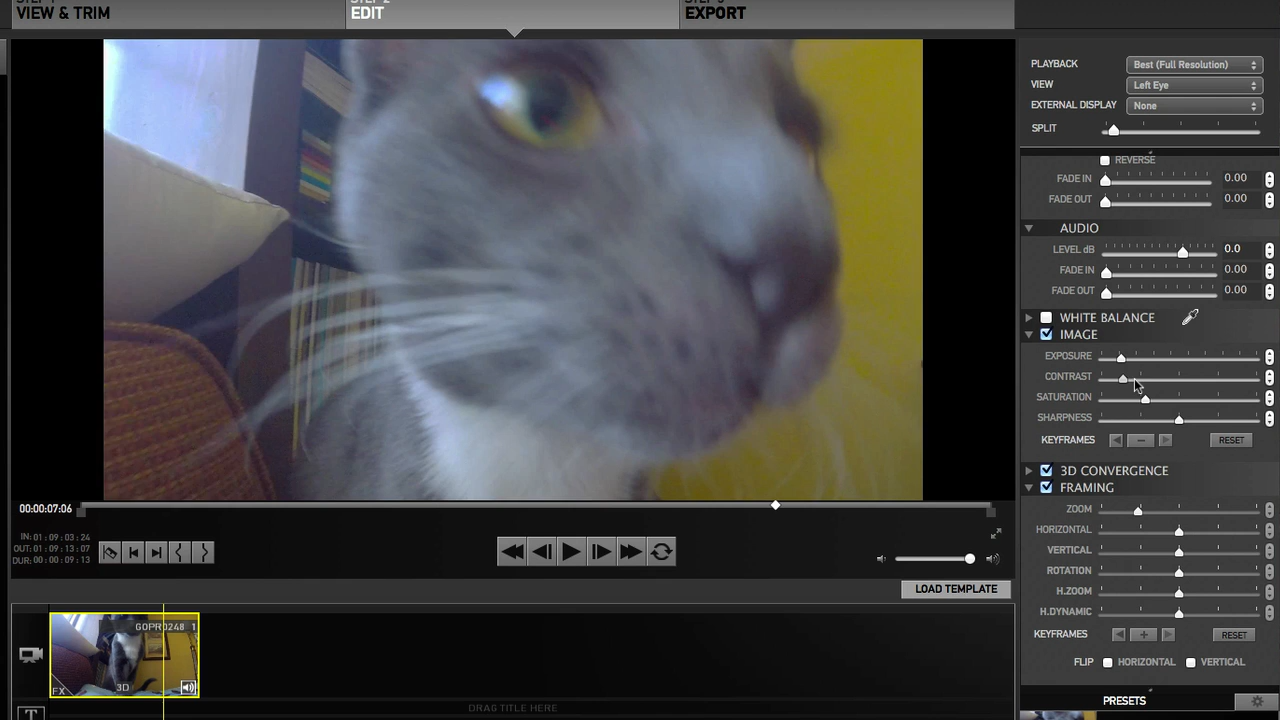 VIEW & TRIM
EDIT
EXPORT
PLAYBACK Best (Full Resolution)
VIEW Left Eye
EXTERNAL DISPLAY None
SPLIT
REVERSE
FADE IN 0.00
FADE OUT 0.00
AUDIO
LEVEL dB 0.0
FADE IN 0.00
FADE OUT 0.00
WHITE BALANCE
IMAGE
EXPOSURE
CONTRAST
SATURATION
SHARPNESS
KEYFRAMES RESET
3D CONVERGENCE
FRAMING
ZOOM
HORIZONTAL
VERTICAL
ROTATION
H.ZOOM
H.DYNAMIC
KEYFRAMES RESET
FLIP HORIZONTAL VERTICAL
PRESETS
00:00:07:06
IN: 01:09:03:24
OUT: 01:09:13:07
DUR: 00:00:09:13
LOAD TEMPLATE
GOPR0248 1
FX 3D
T DRAG TITLE HERE